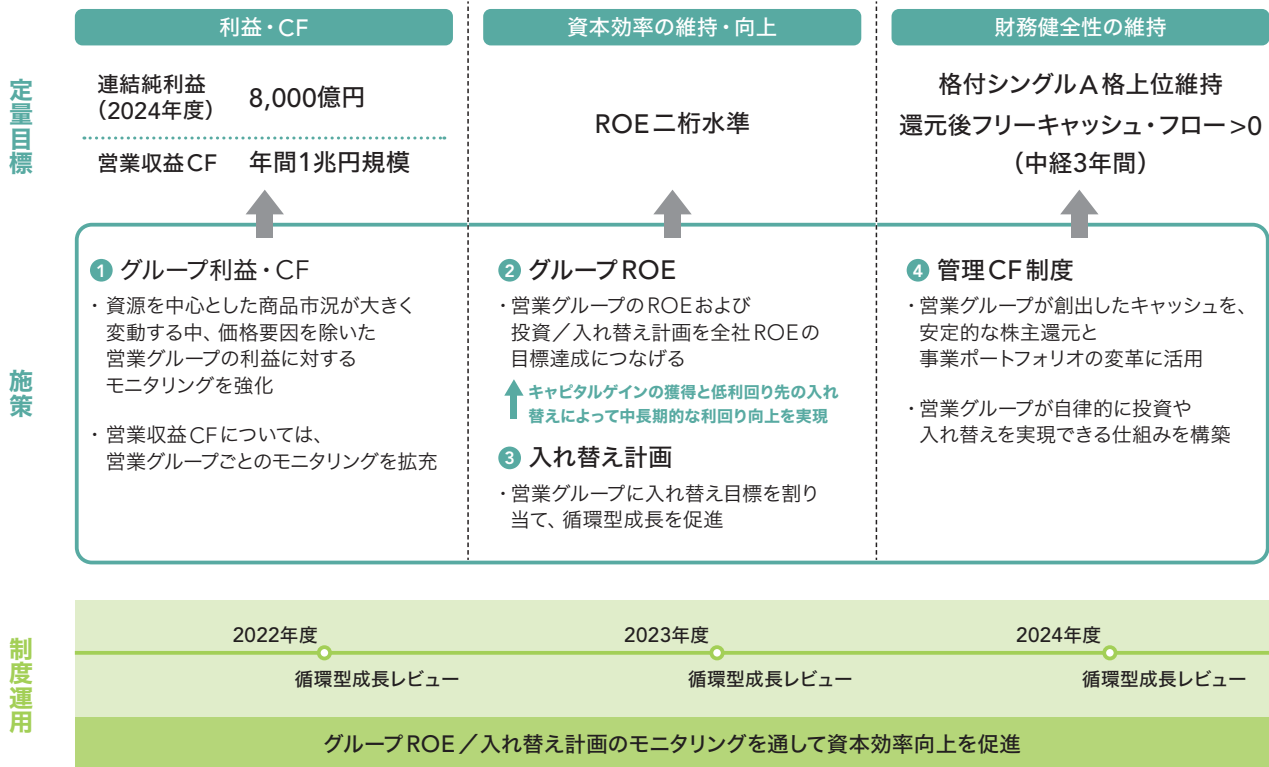 利益・CF
資本効率の維持・向上
財務健全性の維持
定量目標
連結純利益
（2024年度）
8,000億円
営業収益CF
年間1兆円規模
ROE二桁水準
格付シングルA格上位維持
還元後フリーキャッシュ・フロー>0
（中経3年間）
施策
1 グループ利益・CF
・資源を中心とした商品市況が大きく
変動する中、価格要因を除いた
営業グループの利益に対する
モニタリングを強化
・営業収益CFについては、
営業グループごとのモニタリングを拡充
2 グループROE
・営業グループのROEおよび
投資／入れ替え計画を全社ROEの
目標達成につなげる
キャピタルゲインの獲得と低利回り先の入れ
替えによって中長期的な利回り向上を実現
3 入れ替え計画
・営業グループに入れ替え目標を割り
当て、循環型成長を促進
4 管理CF制度
・営業グループが創出したキャッシュを、
安定的な株主還元と
事業ポートフォリオの変革に活用
・営業グループが自律的に投資や
入れ替えを実現できる仕組みを構築
制度運用
2022年度
2023年度
2024年度
循環型成長レビュー
循環型成長レビュー
循環型成長レビュー
グループROE／入れ替え計画のモニタリングを通して資本効率向上を促進